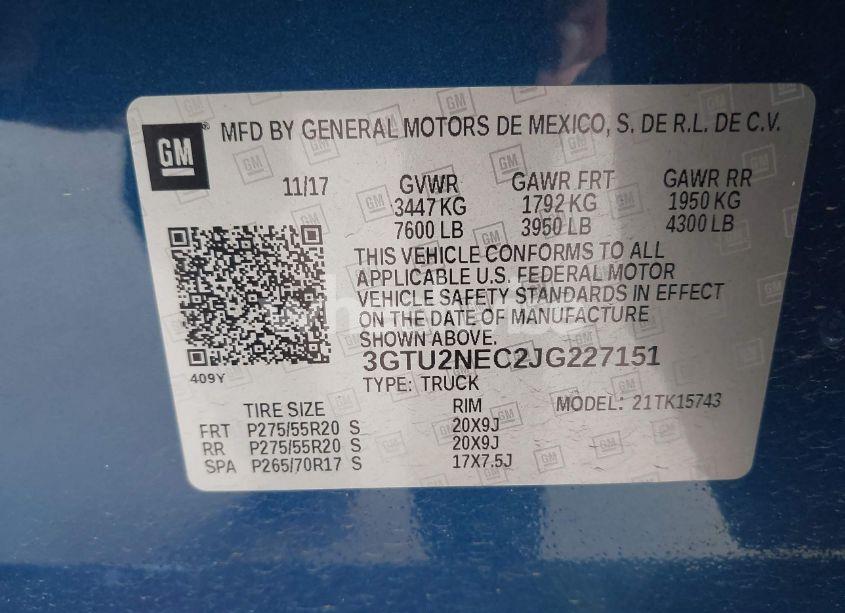 GM® MFD BY GENERAL MOTORS DE MEXICO, S. DE R.L. DE C.V.
11/17 GVWR GAWR FRT GAWR RR
3447 KG 1792 KG 1950 KG
7600 LB 3950 LB 4300 LB
THIS VEHICLE CONFORMS TO ALL
APPLICABLE U.S. FEDERAL MOTOR
VEHICLE SAFETY STANDARDS IN EFFECT
ON THE DATE OF MANUFACTURE
SHOWN ABOVE.
3GTU2NEC2JG227151
409Y TYPE: TRUCK
MODEL: 21TK15743
TIRE SIZE RIM
FRT P275/55R20 S 20X9J
RR P275/55R20 S 20X9J
SPA P265/70R17 S 17X7.5J